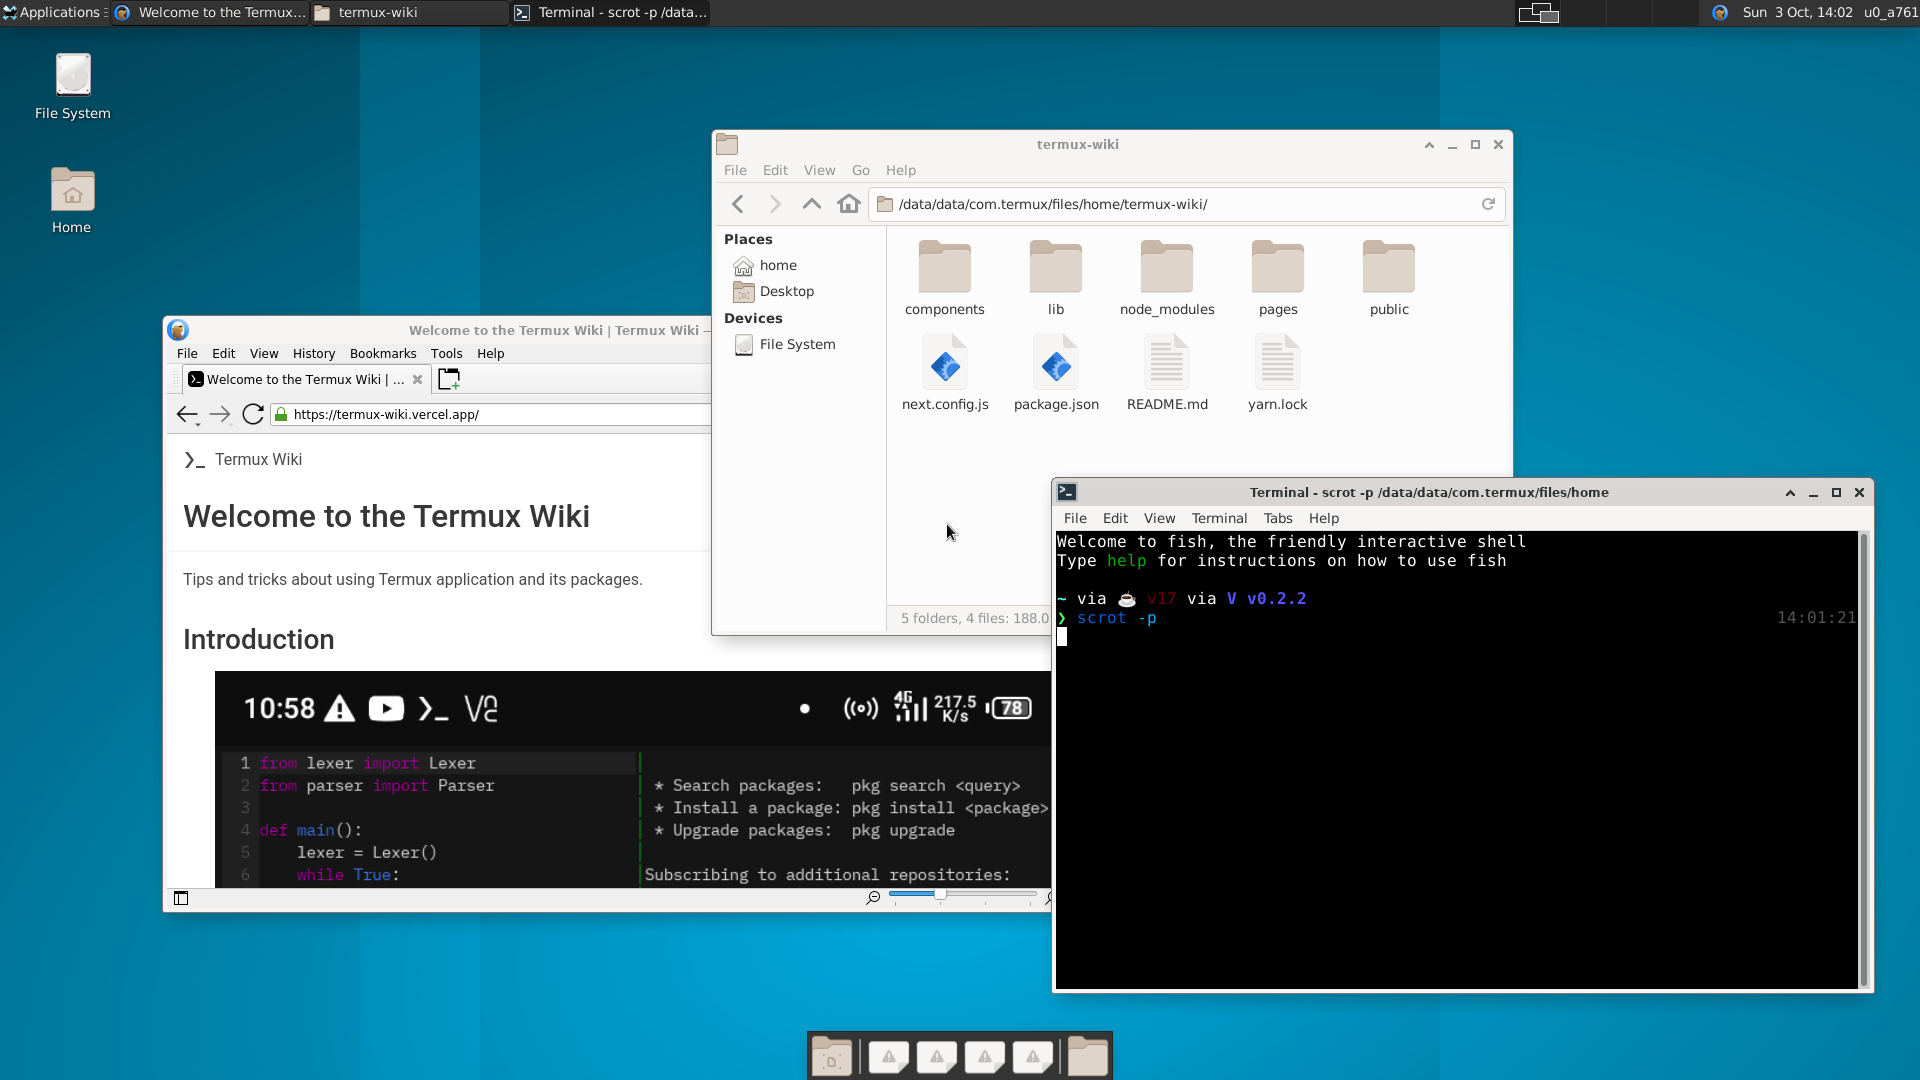 Applications
Welcome to the Termux...
termux-wiki
Terminal - scrot -p /data...
Sun 3 Oct, 14:02
u0_a761
File System
Home
termux-wiki
File Edit View Go Help
/data/data/com.termux/files/home/termux-wiki/
Places
home
Desktop
Devices
File System
components
lib
node_modules
pages
public
next.config.js
package.json
README.md
yarn.lock
5 folders, 4 files: 188.0
Welcome to the Termux Wiki | Termux Wiki —
File Edit View History Bookmarks Tools Help
Welcome to the Termux Wiki | ...
https://termux-wiki.vercel.app/
Termux Wiki
Welcome to the Termux Wiki
Tips and tricks about using Termux application and its packages.
Introduction
10:58
4G
217.5
K/s
78
1 from lexer import Lexer
2 from parser import Parser
3
4 def main():
5 lexer = Lexer()
6 while True:
* Search packages: pkg search <query>
* Install a package: pkg install <package>
* Upgrade packages: pkg upgrade
Subscribing to additional repositories:
Terminal - scrot -p /data/data/com.termux/files/home
File Edit View Terminal Tabs Help
Welcome to fish, the friendly interactive shell
Type help for instructions on how to use fish
~ via ☕ v17 via V v0.2.2
❯ scrot -p 14:01:21